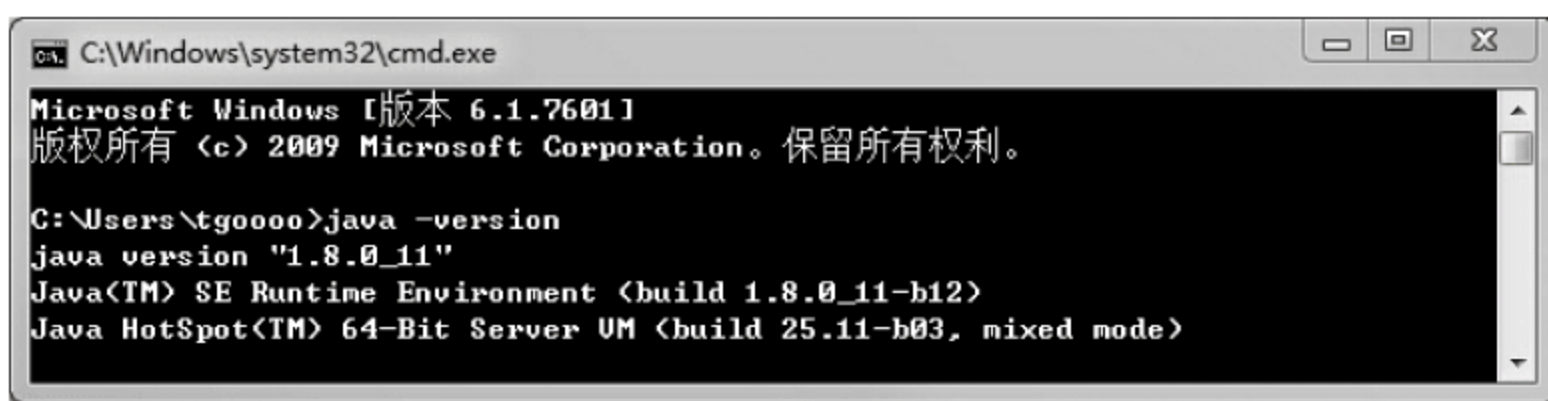 C:\Windows\system32\cmd.exe
Microsoft Windows [版本 6.1.7601]
版权所有 (c) 2009 Microsoft Corporation。保留所有权利。
C:\Users\tgoooo>java -version
java version "1.8.0_11"
Java(TM) SE Runtime Environment (build 1.8.0_11-b12)
Java HotSpot(TM) 64-Bit Server VM (build 25.11-b03, mixed mode)